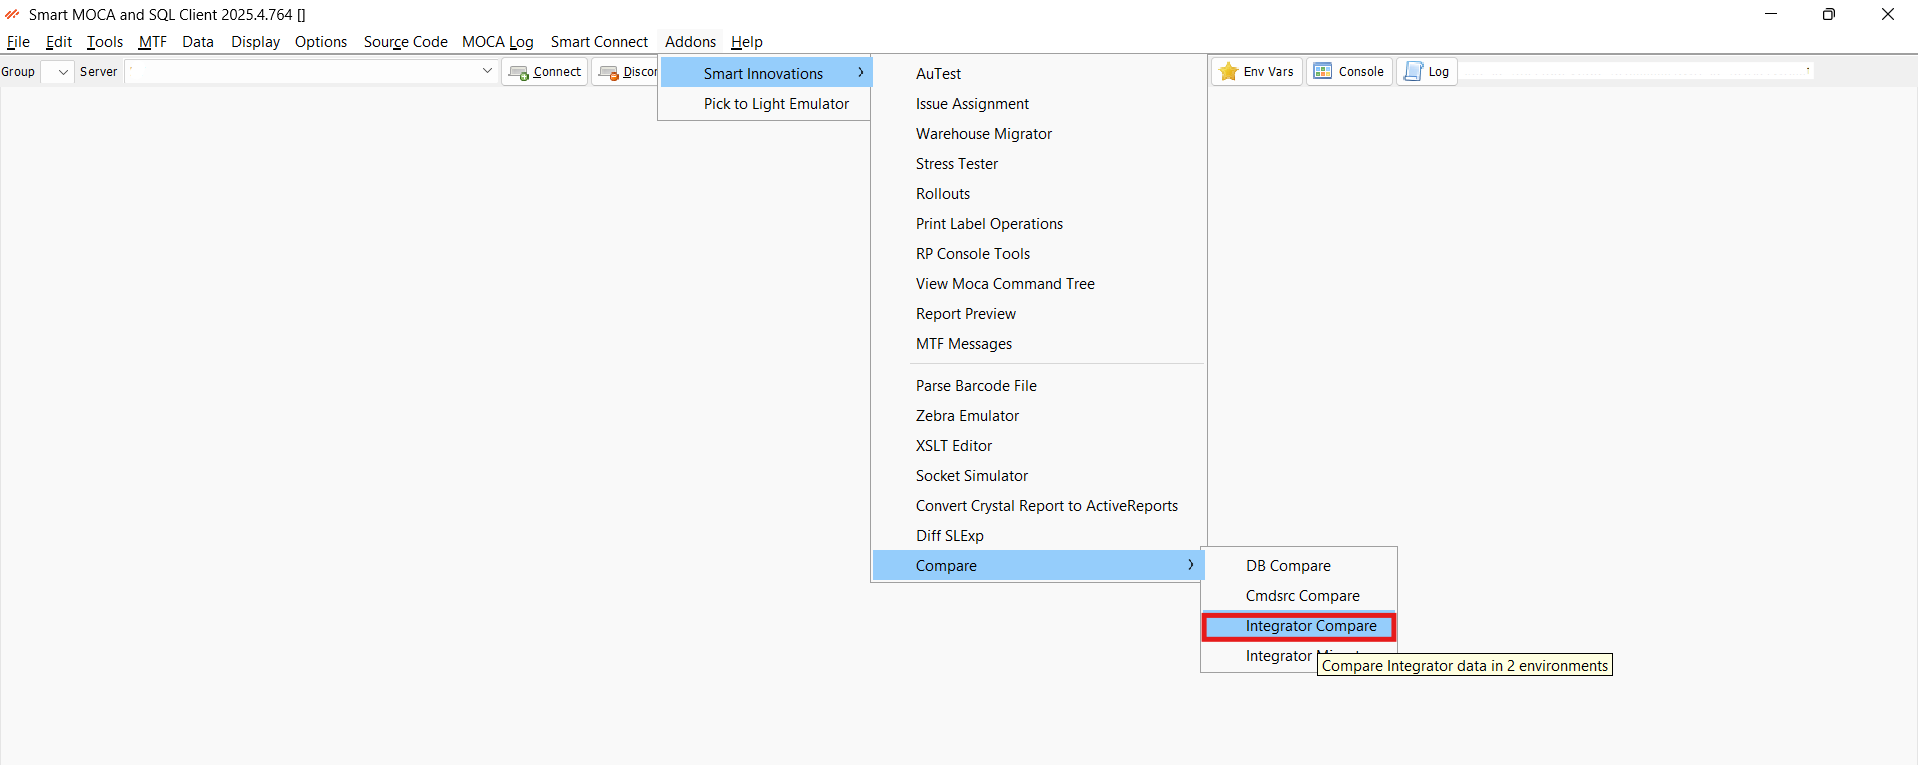 Smart MOCA and SQL Client 2025.4.764 []
File Edit Tools MTF Data Display Options Source Code MOCA Log Smart Connect Addons Help
Group Server Connect Env Vars Console Log
Smart Innovations
Pick to Light Emulator
AuTest
Issue Assignment
Warehouse Migrator
Stress Tester
Rollouts
Print Label Operations
RP Console Tools
View Moca Command Tree
Report Preview
MTF Messages
Parse Barcode File
Zebra Emulator
XSLT Editor
Socket Simulator
Convert Crystal Report to ActiveReports
Diff SLExp
Compare
DB Compare
Cmdsrc Compare
Integrator Compare
Integrator
Compare Integrator data in 2 environments